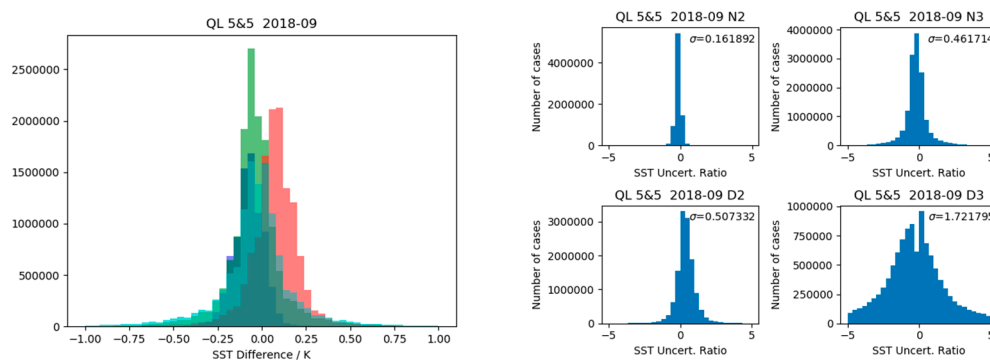 QL 5&5 2018-09
2500000
2000000
1500000
1000000
500000
0
−1.00 −0.75 −0.50 −0.25 0.00 0.25 0.50 0.75 1.00
SST Difference / K
QL 5&5 2018-09 N2
σ=0.161892
Number of cases
4000000
2000000
0
−5 0 5
SST Uncert. Ratio
QL 5&5 2018-09 N3
σ=0.461714
Number of cases
4000000
3000000
2000000
1000000
0
−5 0 5
SST Uncert. Ratio
QL 5&5 2018-09 D2
σ=0.507332
Number of cases
3000000
2000000
1000000
0
−5 0 5
SST Uncert. Ratio
QL 5&5 2018-09 D3
σ=1.721795
Number of cases
1000000
750000
500000
250000
0
−5 0 5
SST Uncert. Ratio